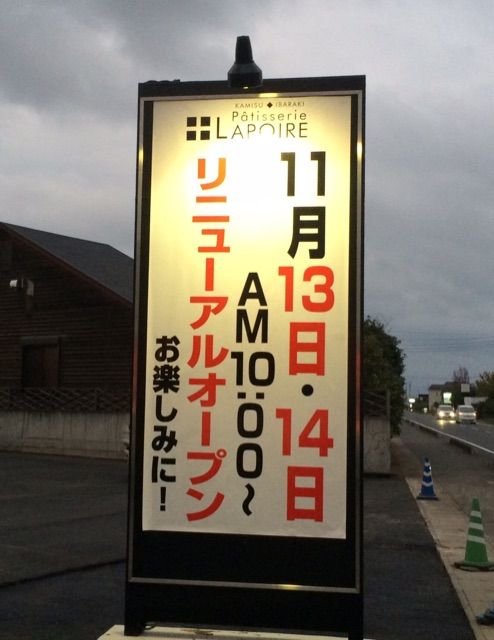 KAMISU ◆ IBARAKI
Pâtisserie
LAPOIRE
11月13日・14日
AM10:00～
リニューアルオープン
お楽しみに！